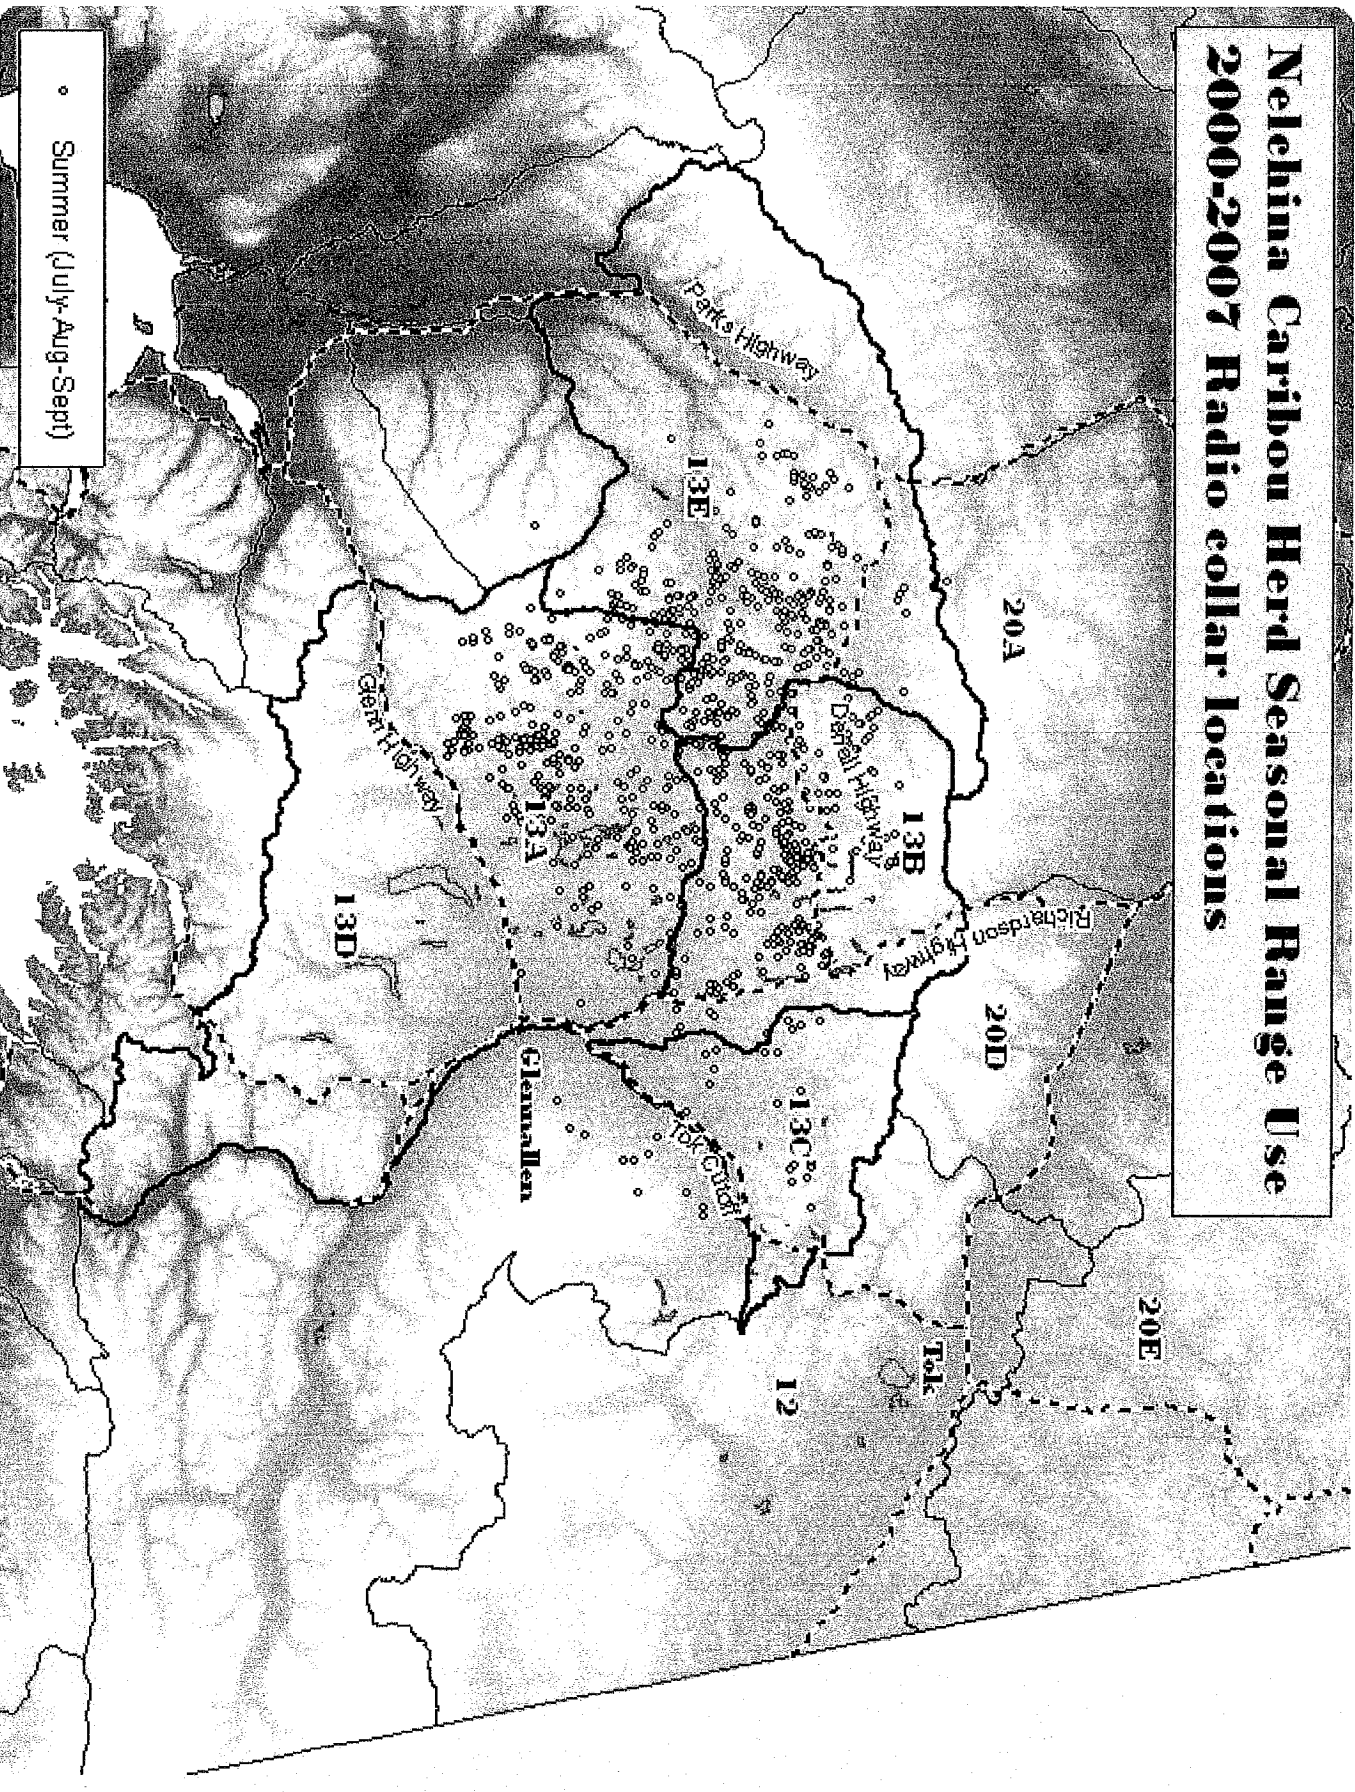 Nelchina Caribou Herd Seasonal Range Use
2000-2007 Radio collar locations
20E
20A
20D
Richardson Highway
Tok
13B
Denali Highway
Parks Highway
13C
12
13E
Tok Cutoff
13A
Glennallen
Glenn Highway
13D
Summer (July-Aug-Sept)